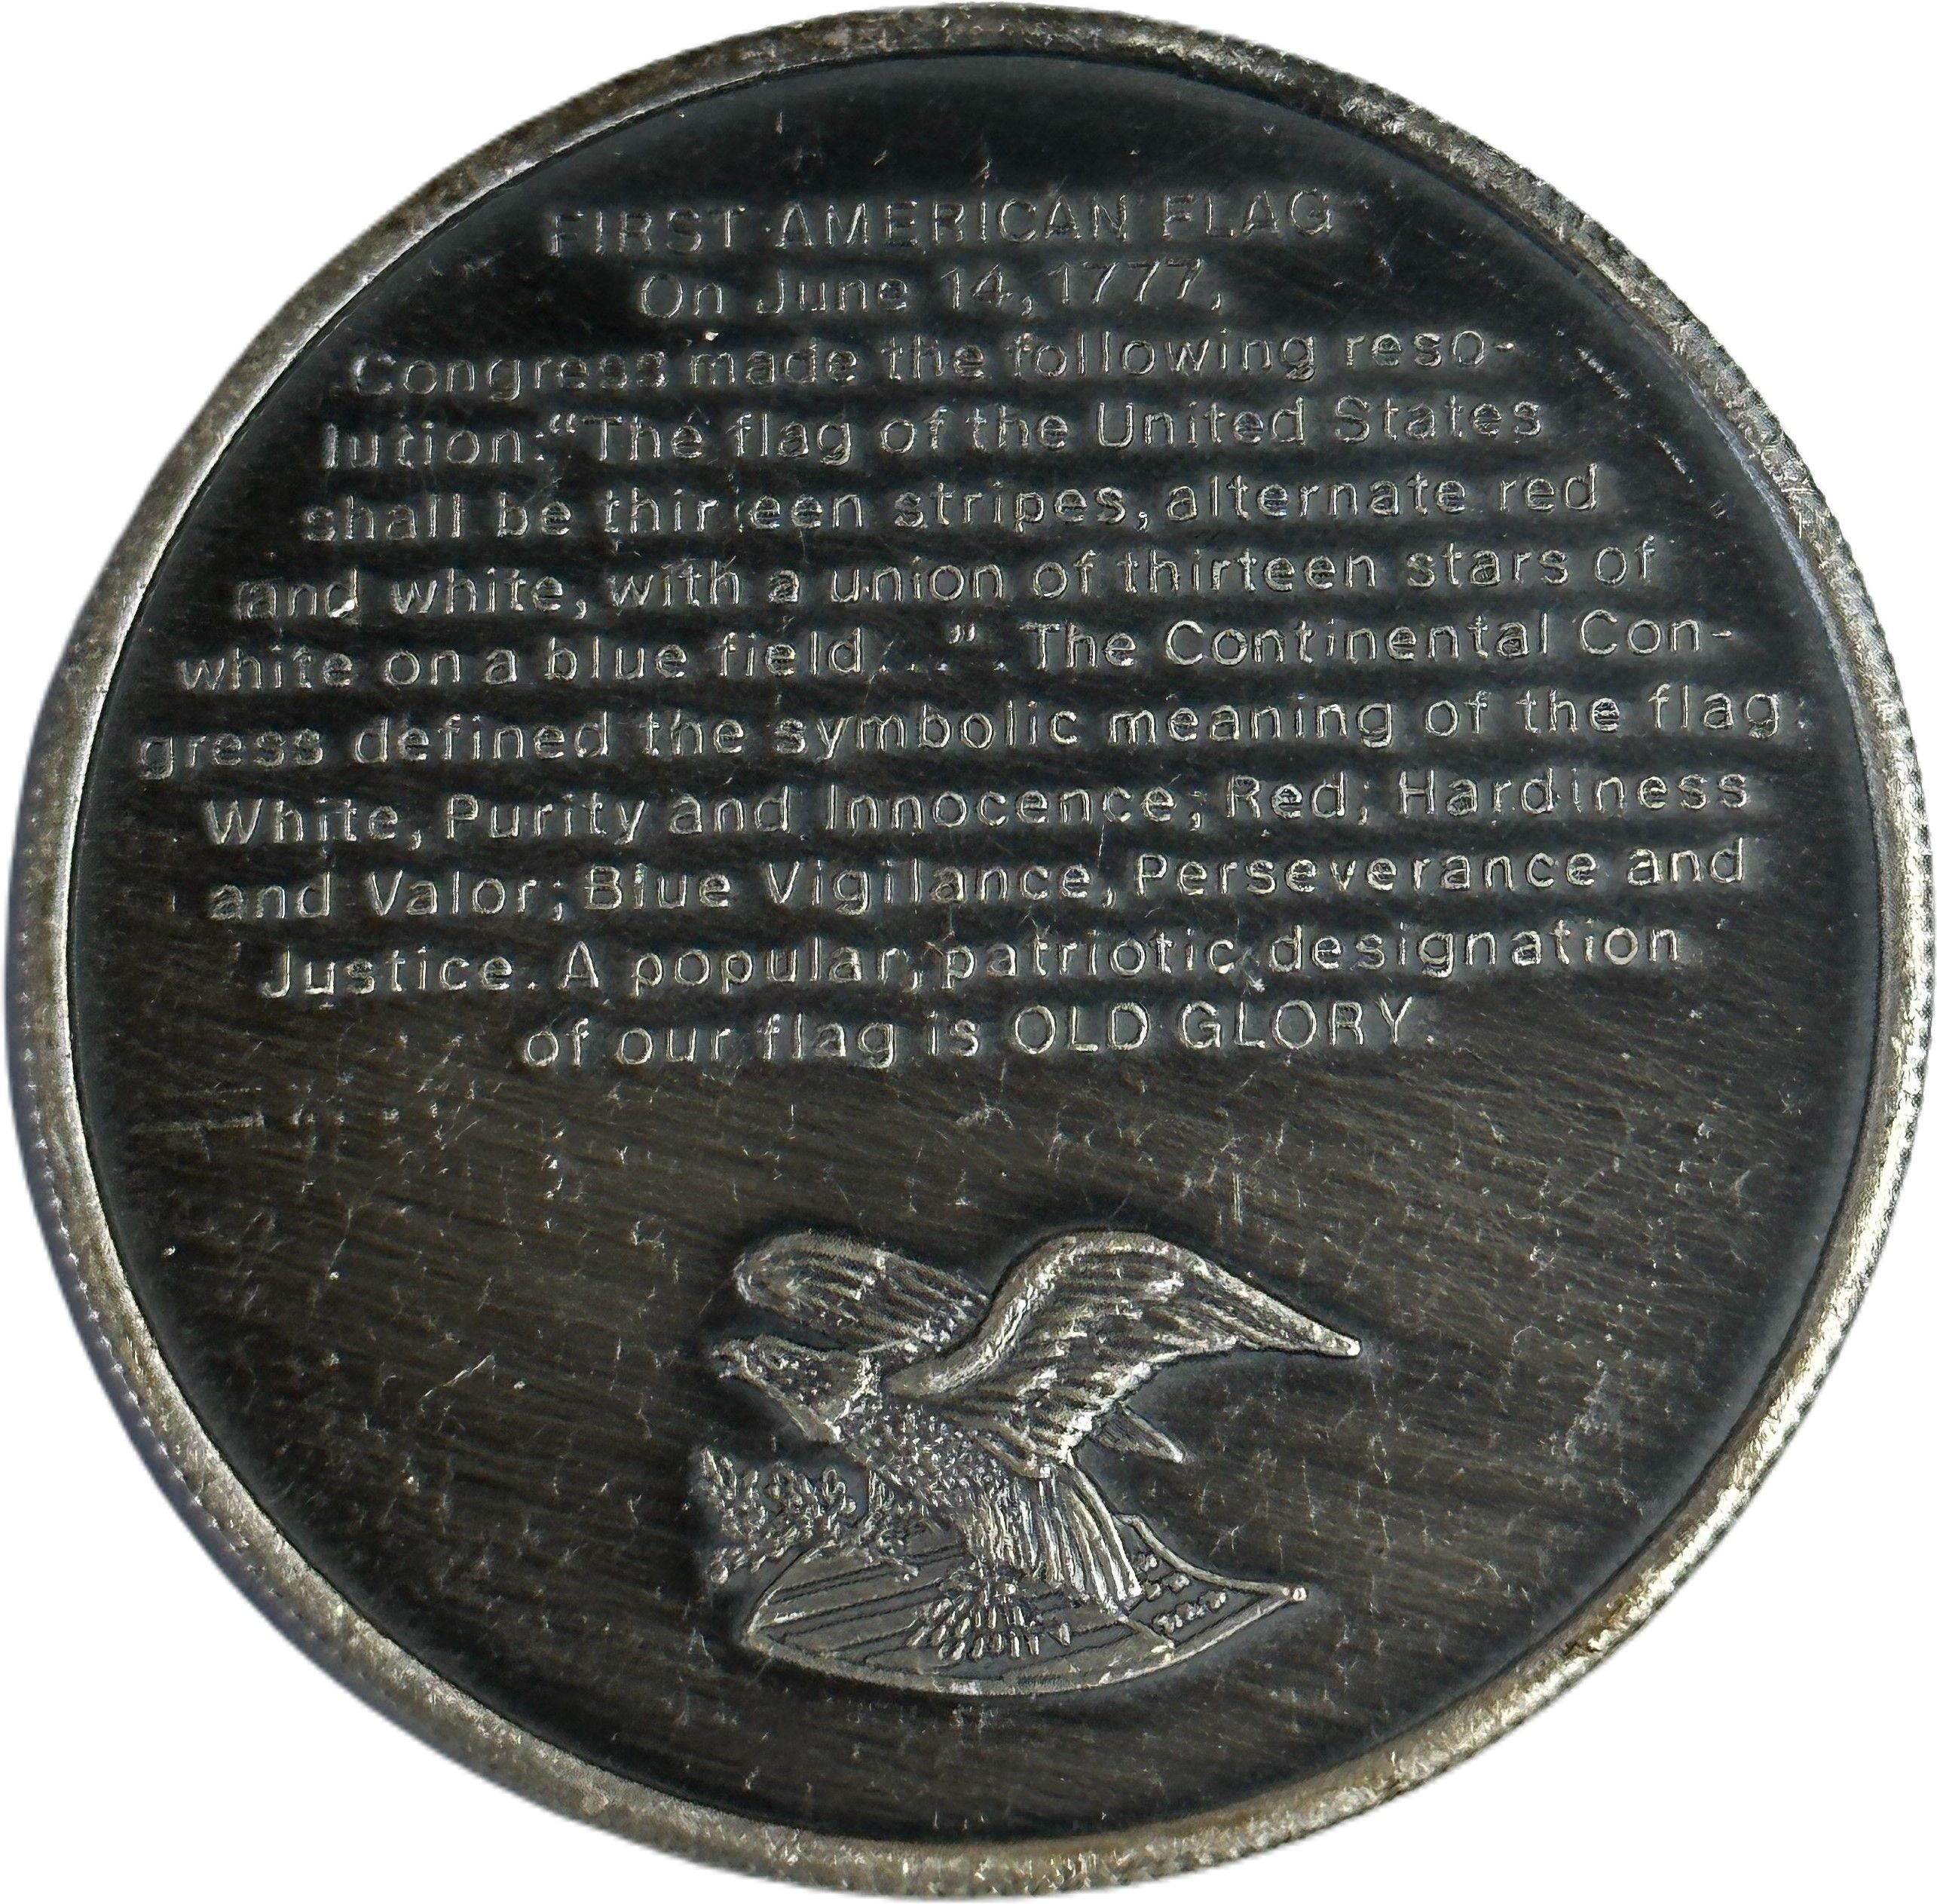 FIRST AMERICAN FLAG
On June 14, 1777,
Congress made the following reso-
lution: "The flag of the United States
shall be thirteen stripes, alternate red
and white, with a union of thirteen stars of
white on a blue field...". The Continental Con-
gress defined the symbolic meaning of the flag:
White, Purity and Innocence; Red, Hardiness
and Valor; Blue Vigilance, Perseverance and
Justice. A popular, patriotic designation
of our flag is OLD GLORY.